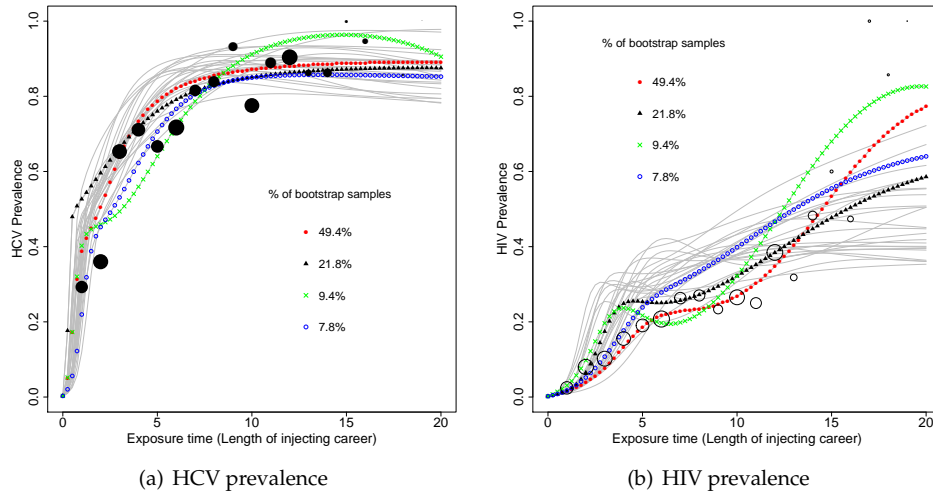 HCV Prevalence
1.0
0.8
0.6
0.4
0.2
0.0
% of bootstrap samples
49.4%
21.8%
9.4%
7.8%
0 5 10 15 20
Exposure time (Length of injecting career)
(a) HCV prevalence
HIV Prevalence
1.0
0.8
0.6
0.4
0.2
0.0
% of bootstrap samples
49.4%
21.8%
9.4%
7.8%
0 5 10 15 20
Exposure time (Length of injecting career)
(b) HIV prevalence